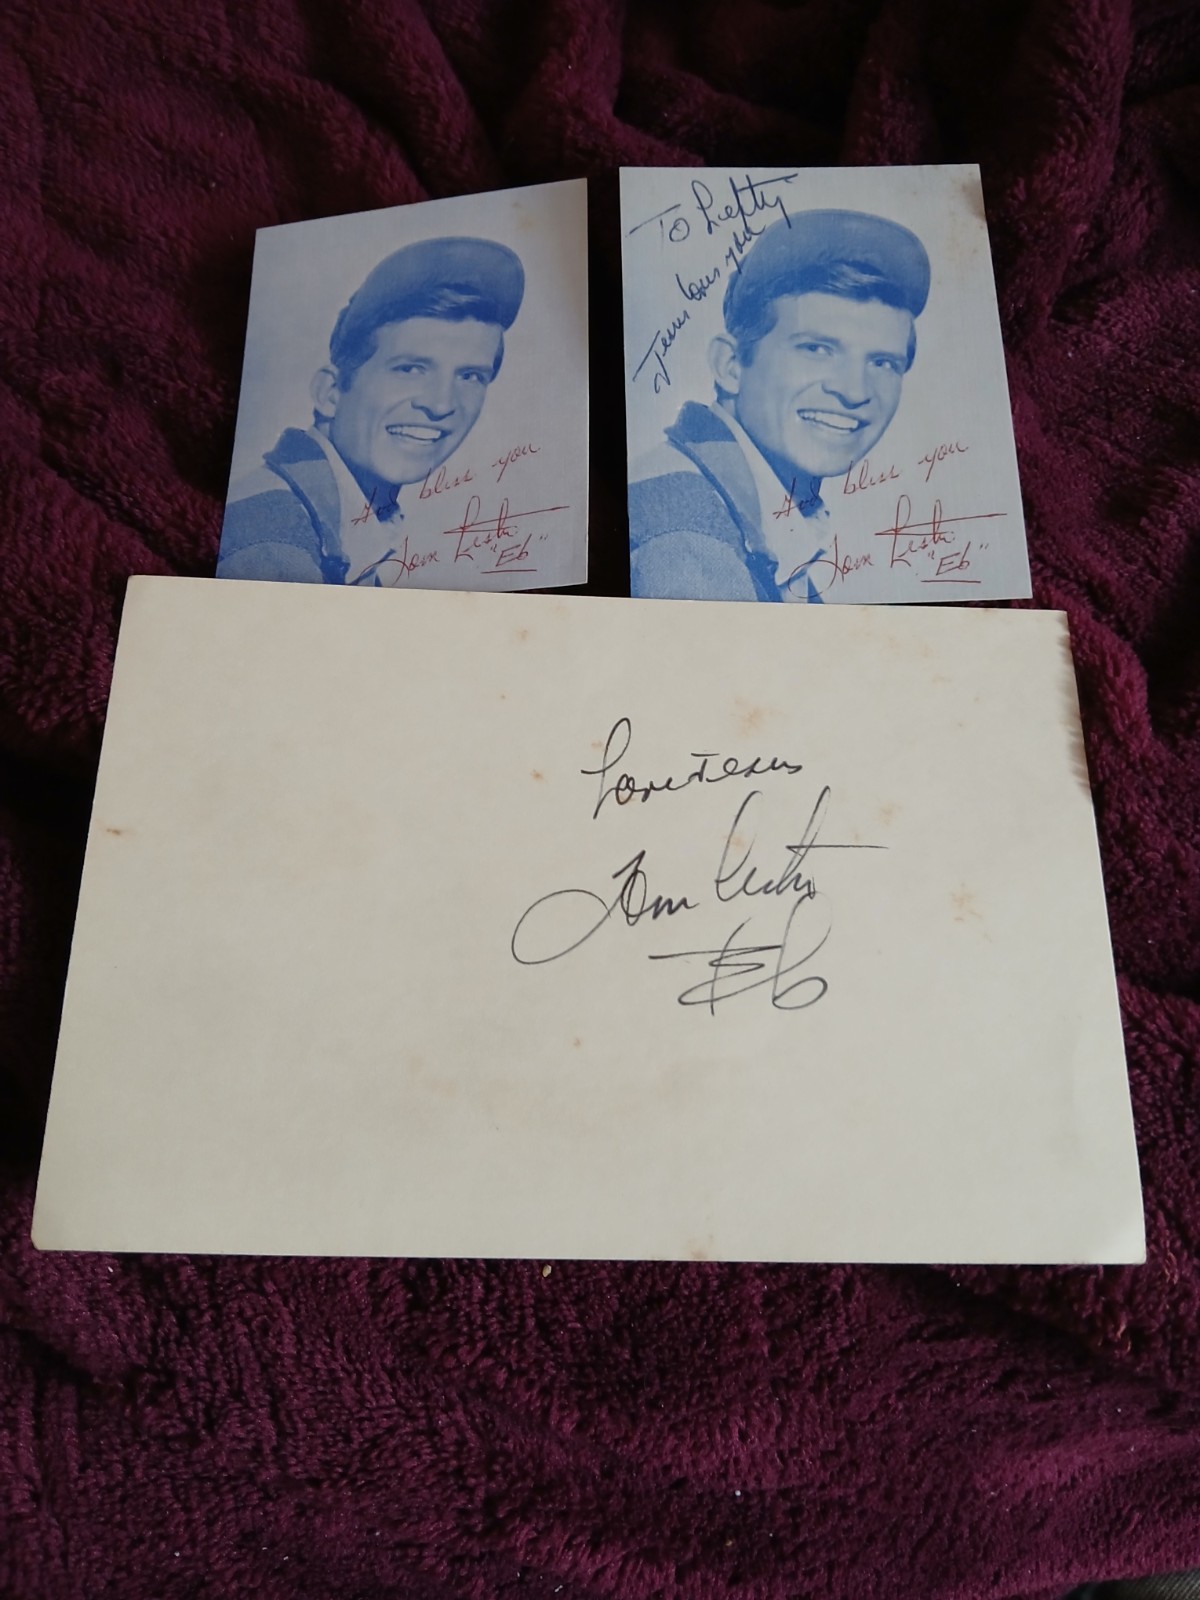 God bless you
Tom Lester
"Eb"
To Lefty
Jesus loves you
God bless you
Tom Lester
"Eb"
Love Jesus
Tom Lester
Eb